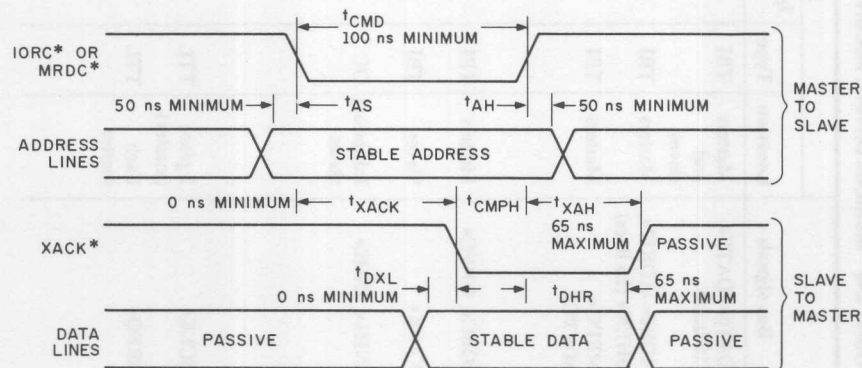 tCMD
100 ns MINIMUM
IORC* OR
MRDC*
50 ns MINIMUM
tAS
tAH
50 ns MINIMUM
MASTER
TO
SLAVE
ADDRESS
LINES
STABLE ADDRESS
0 ns MINIMUM
tXACK
tCMPH
tXAH
65 ns
MAXIMUM
XACK*
PASSIVE
tDXL
0 ns MINIMUM
tDHR
65 ns
MAXIMUM
SLAVE
TO
MASTER
DATA
LINES
PASSIVE
STABLE DATA
PASSIVE